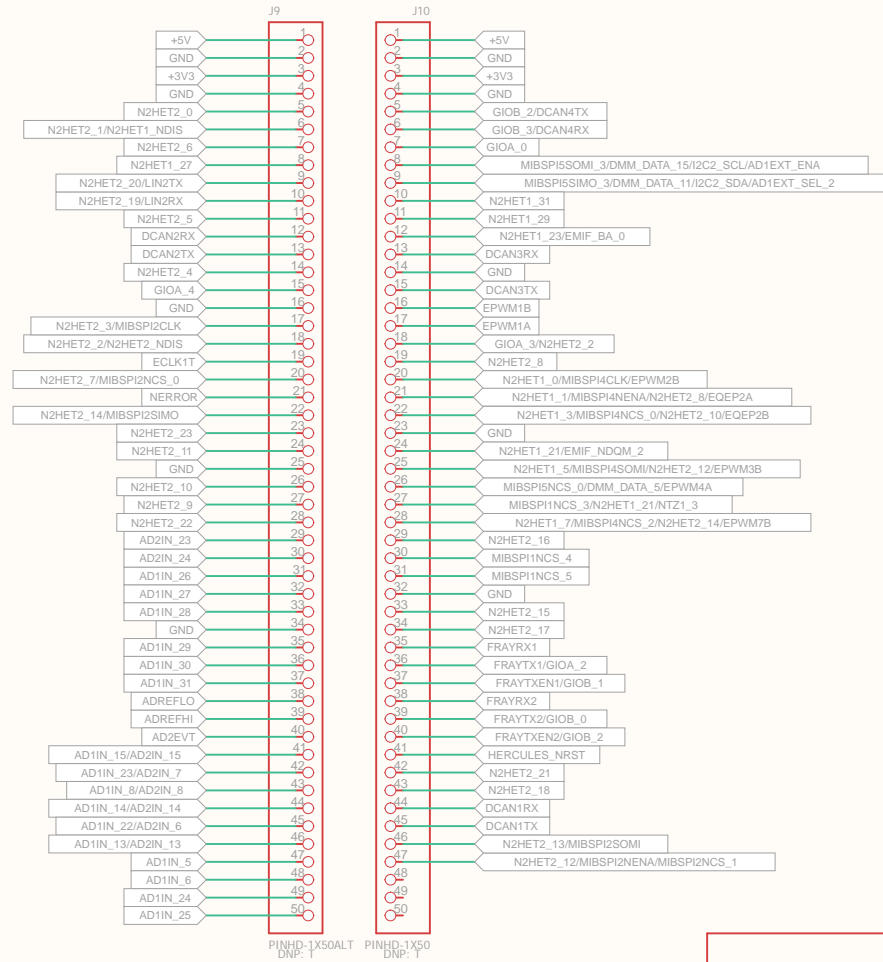 J9
+5V 1
GND 2
+3V3 3
GND 4
N2HET2_0 5
N2HET2_1/N2HET1_NDIS 6
N2HET2_6 7
N2HET1_27 8
N2HET2_20/LIN2TX 9
N2HET2_19/LIN2RX 10
N2HET2_5 11
DCAN2RX 12
DCAN2TX 13
N2HET2_4 14
GIOA_4 15
GND 16
N2HET2_3/MIBSPI2CLK 17
N2HET2_2/N2HET2_NDIS 18
ECLK1T 19
N2HET2_7/MIBSPI2NCS_0 20
NERROR 21
N2HET2_14/MIBSPI2SIMO 22
N2HET2_23 23
N2HET2_11 24
GND 25
N2HET2_10 26
N2HET2_9 27
N2HET2_22 28
AD2IN_23 29
AD2IN_24 30
AD1IN_26 31
AD1IN_27 32
AD1IN_28 33
GND 34
AD1IN_29 35
AD1IN_30 36
AD1IN_31 37
ADREFLO 38
ADREFHI 39
AD2EVT 40
AD1IN_15/AD2IN_15 41
AD1IN_23/AD2IN_7 42
AD1IN_8/AD2IN_8 43
AD1IN_14/AD2IN_14 44
AD1IN_22/AD2IN_6 45
AD1IN_13/AD2IN_13 46
AD1IN_5 47
AD1IN_6 48
AD1IN_24 49
AD1IN_25 50
PINHD-1X50ALT
DNP: T
J10
1 +5V
2 GND
3 +3V3
4 GND
5 GIOB_2/DCAN4TX
6 GIOB_3/DCAN4RX
7 GIOA_0
8 MIBSPI5SOMI_3/DMM_DATA_15/I2C2_SCL/AD1EXT_ENA
9 MIBSPI5SIMO_3/DMM_DATA_11/I2C2_SDA/AD1EXT_SEL_2
10 N2HET1_31
11 N2HET1_29
12 N2HET1_23/EMIF_BA_0
13 DCAN3RX
14 GND
15 DCAN3TX
16 EPWM1B
17 EPWM1A
18 GIOA_3/N2HET2_2
19 N2HET2_8
20 N2HET1_0/MIBSPI4CLK/EPWM2B
21 N2HET1_1/MIBSPI4NENA/N2HET2_8/EQEP2A
22 N2HET1_3/MIBSPI4NCS_0/N2HET2_10/EQEP2B
23 GND
24 N2HET1_21/EMIF_NDQM_2
25 N2HET1_5/MIBSPI4SOMI/N2HET2_12/EPWM3B
26 MIBSPI5NCS_0/DMM_DATA_5/EPWM4A
27 MIBSPI1NCS_3/N2HET1_21/NTZ1_3
28 N2HET1_7/MIBSPI4NCS_2/N2HET2_14/EPWM7B
29 N2HET2_16
30 MIBSPI1NCS_4
31 MIBSPI1NCS_5
32 GND
33 N2HET2_15
34 N2HET2_17
35 FRAYRX1
36 FRAYTX1/GIOA_2
37 FRAYTXEN1/GIOB_1
38 FRAYRX2
39 FRAYTX2/GIOB_0
40 FRAYTXEN2/GIOB_2
41 HERCULES_NRST
42 N2HET2_21
43 N2HET2_18
44 DCAN1RX
45 DCAN1TX
46 N2HET2_13/MIBSPI2SOMI
47 N2HET2_12/MIBSPI2NENA/MIBSPI2NCS_1
48
49
50
PINHD-1X50
DNP: T